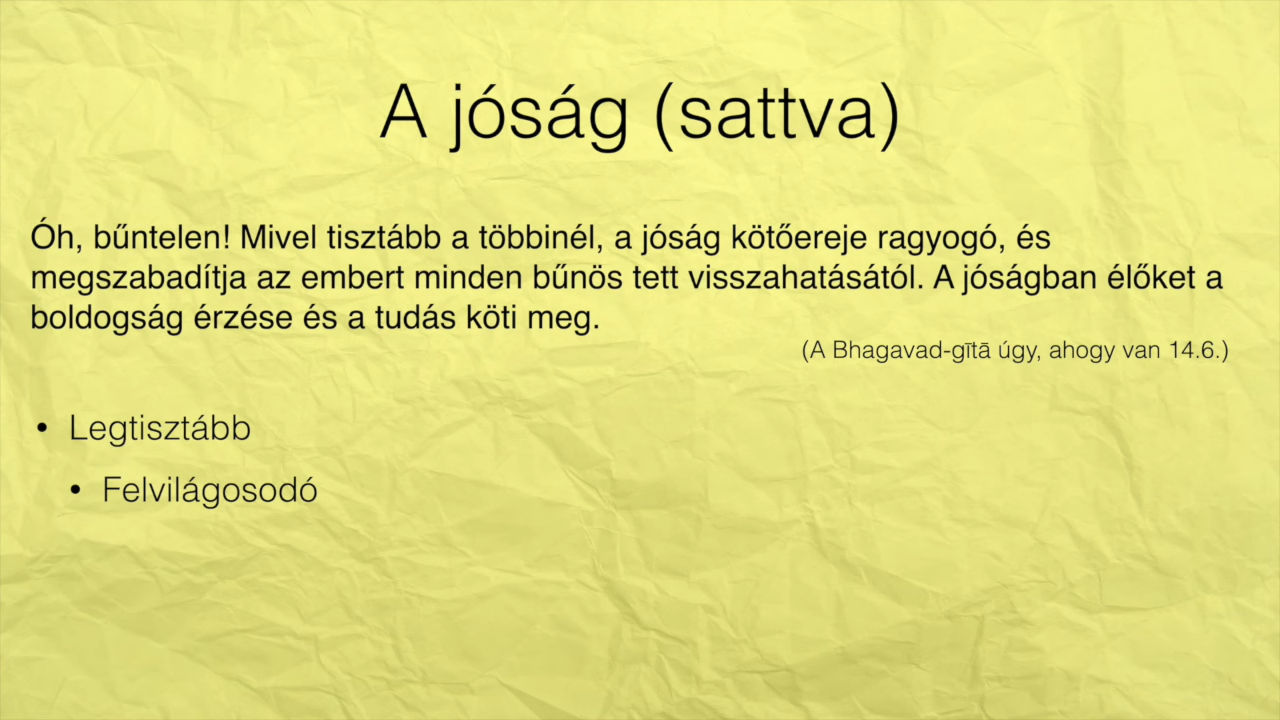 A jóság (sattva)
Óh, bűntelen! Mivel tisztább a többinél, a jóság kötőereje ragyogó, és
megszabadítja az embert minden bűnös tett visszahatásától. A jóságban élőket a
boldogság érzése és a tudás köti meg.
(A Bhagavad-gītā úgy, ahogy van 14.6.)
• Legtisztább
• Felvilágosodó